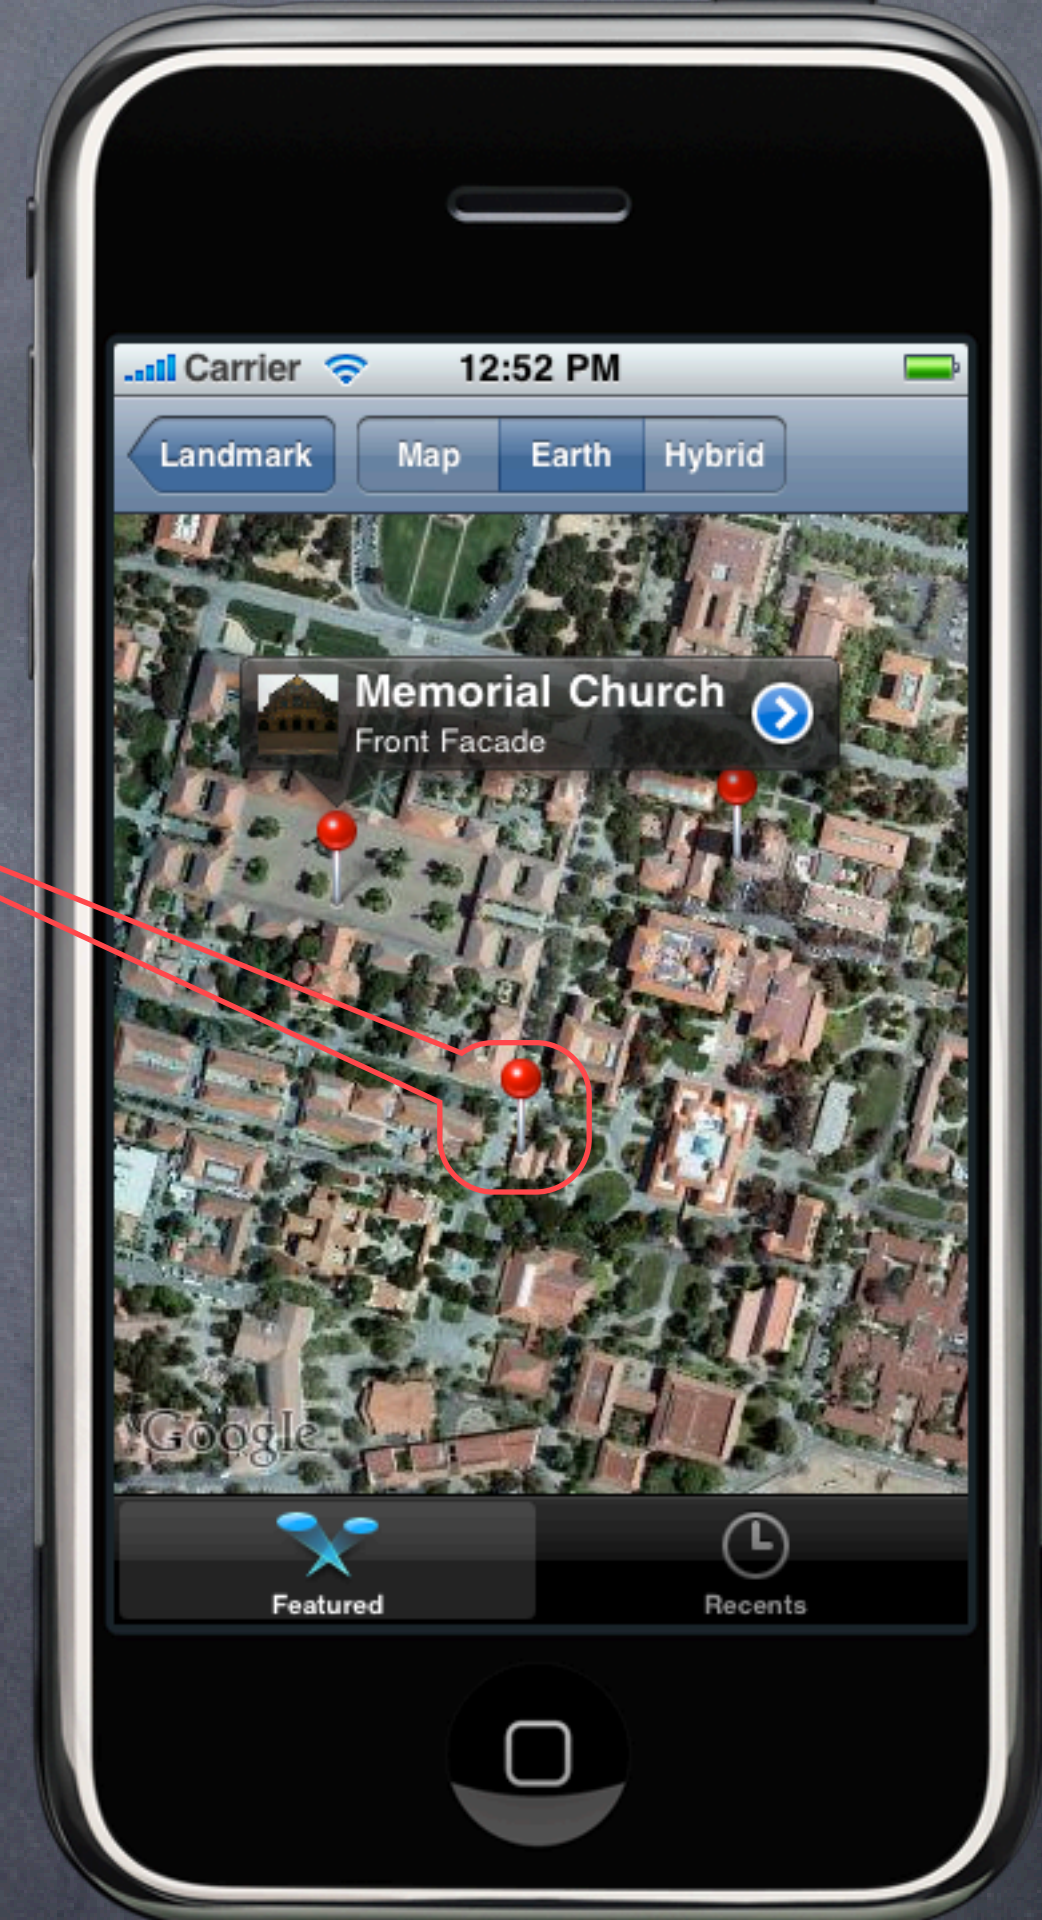 Carrier 12:52 PM
Landmark Map Earth Hybrid
Memorial Church
Front Facade
Google
Featured Recents